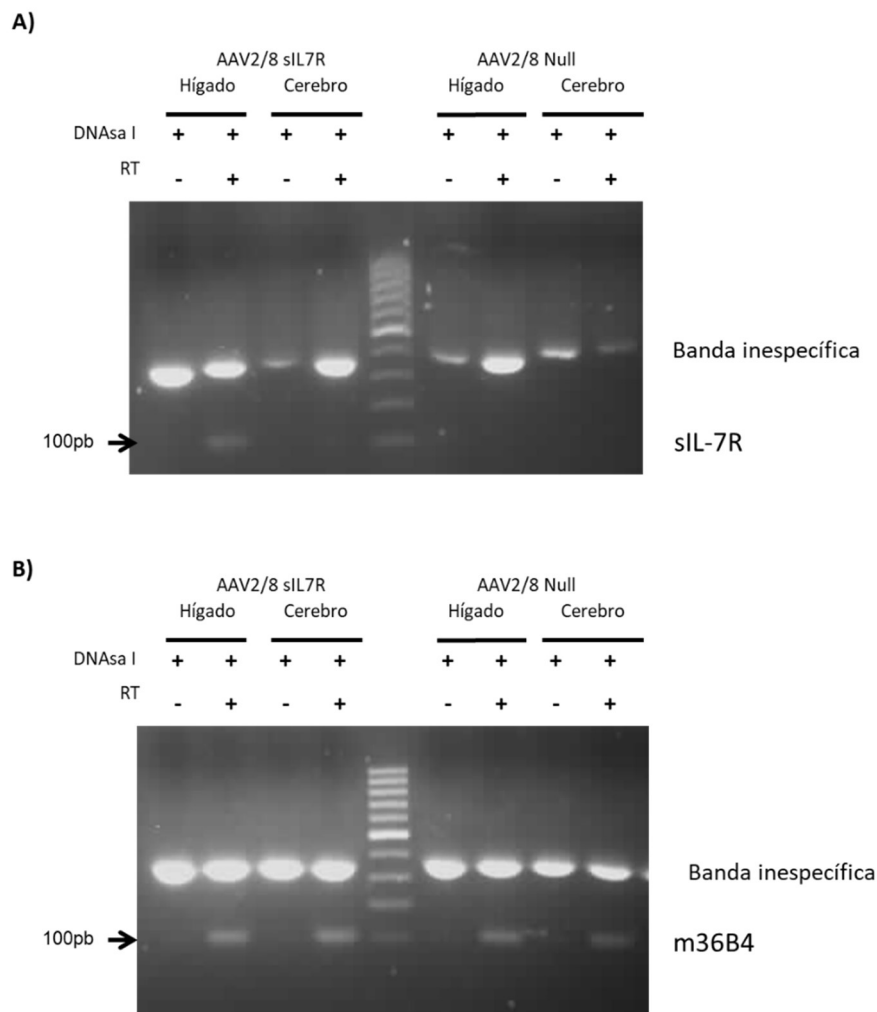 A)
AAV2/8 sIL7R AAV2/8 Null
Hígado Cerebro Hígado Cerebro
DNAsa I + + + + + + + +
RT - + - + - + - +
Banda inespecífica
100pb sIL-7R
B)
AAV2/8 sIL7R AAV2/8 Null
Hígado Cerebro Hígado Cerebro
DNAsa I + + + + + + + +
RT - + - + - + - +
Banda inespecífica
100pb m36B4